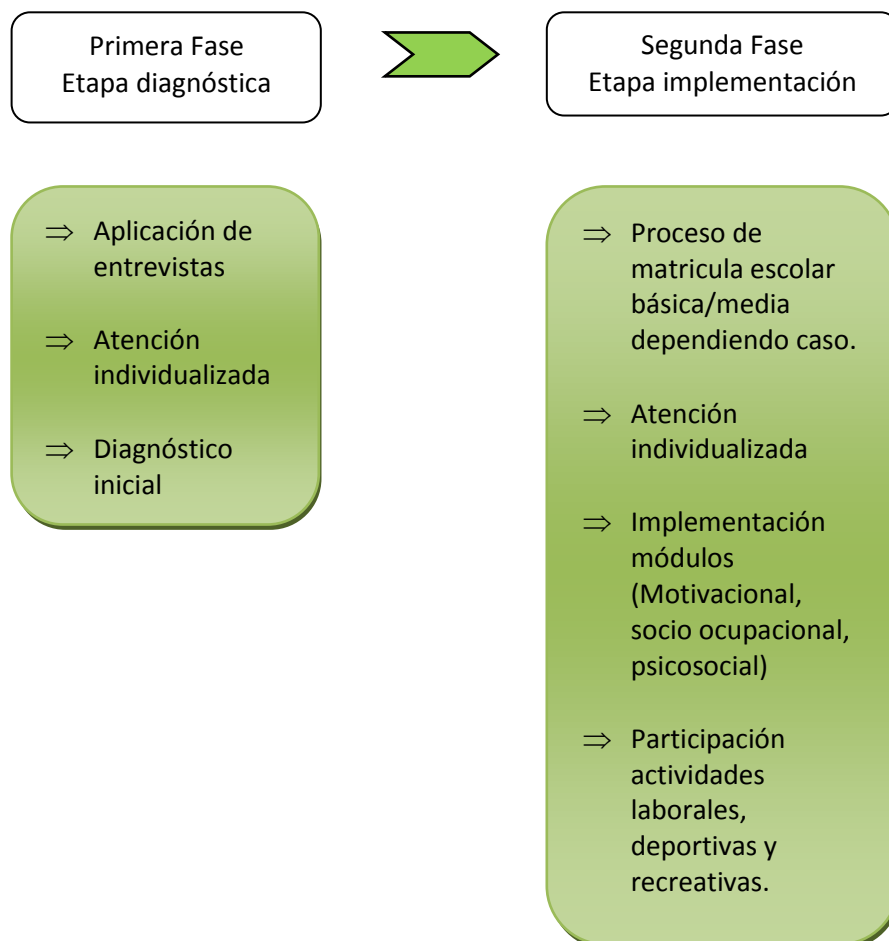 Primera Fase
Etapa diagnóstica
Segunda Fase
Etapa implementación
⇒ Aplicación de
entrevistas
⇒ Atención
individualizada
⇒ Diagnóstico
inicial
⇒ Proceso de
matricula escolar
básica/media
dependiendo caso.
⇒ Atención
individualizada
⇒ Implementación
módulos
(Motivacional,
socio ocupacional,
psicosocial)
⇒ Participación
actividades
laborales,
deportivas y
recreativas.